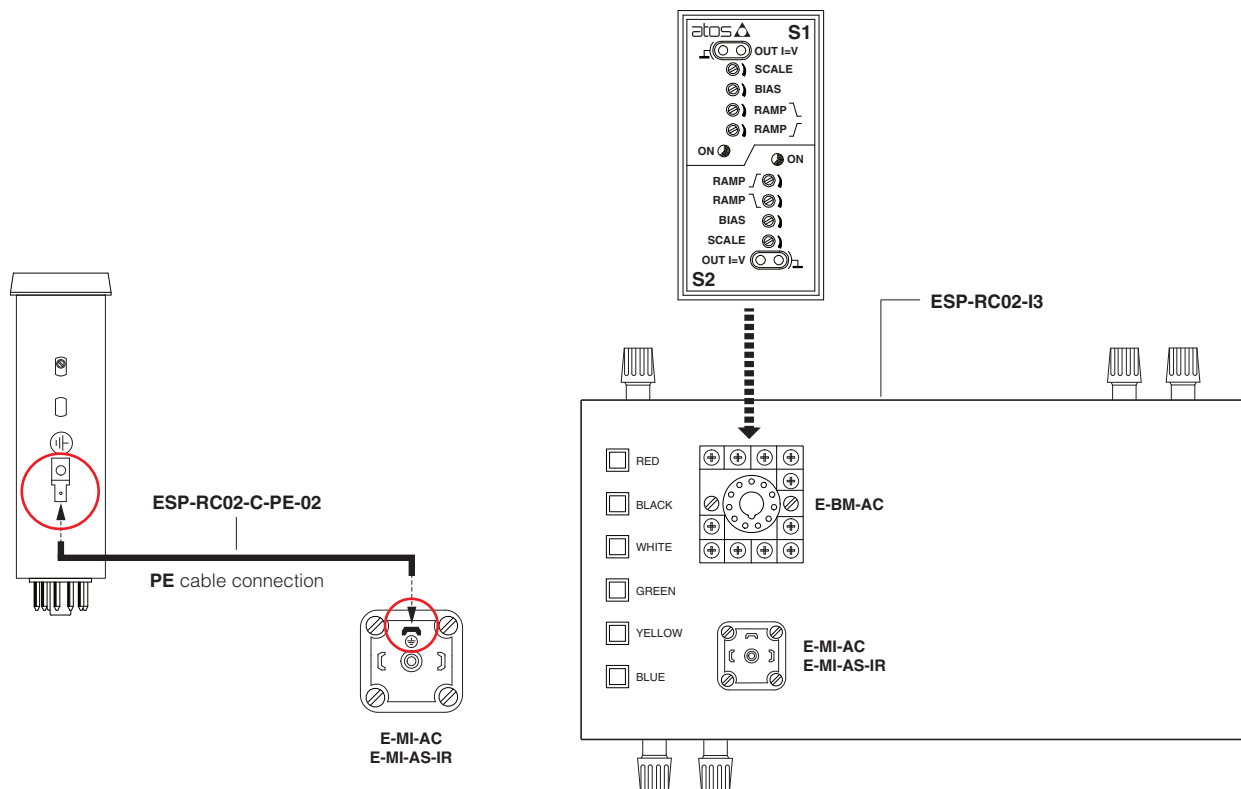 atos S1
OUT I=V
SCALE
BIAS
RAMP
RAMP
ON
ON
RAMP
RAMP
BIAS
SCALE
OUT I=V
S2
ESP-RC02-I3
ESP-RC02-C-PE-02
PE cable connection
E-MI-AC
E-MI-AS-IR
RED
BLACK
WHITE
GREEN
YELLOW
BLUE
E-BM-AC
E-MI-AC
E-MI-AS-IR